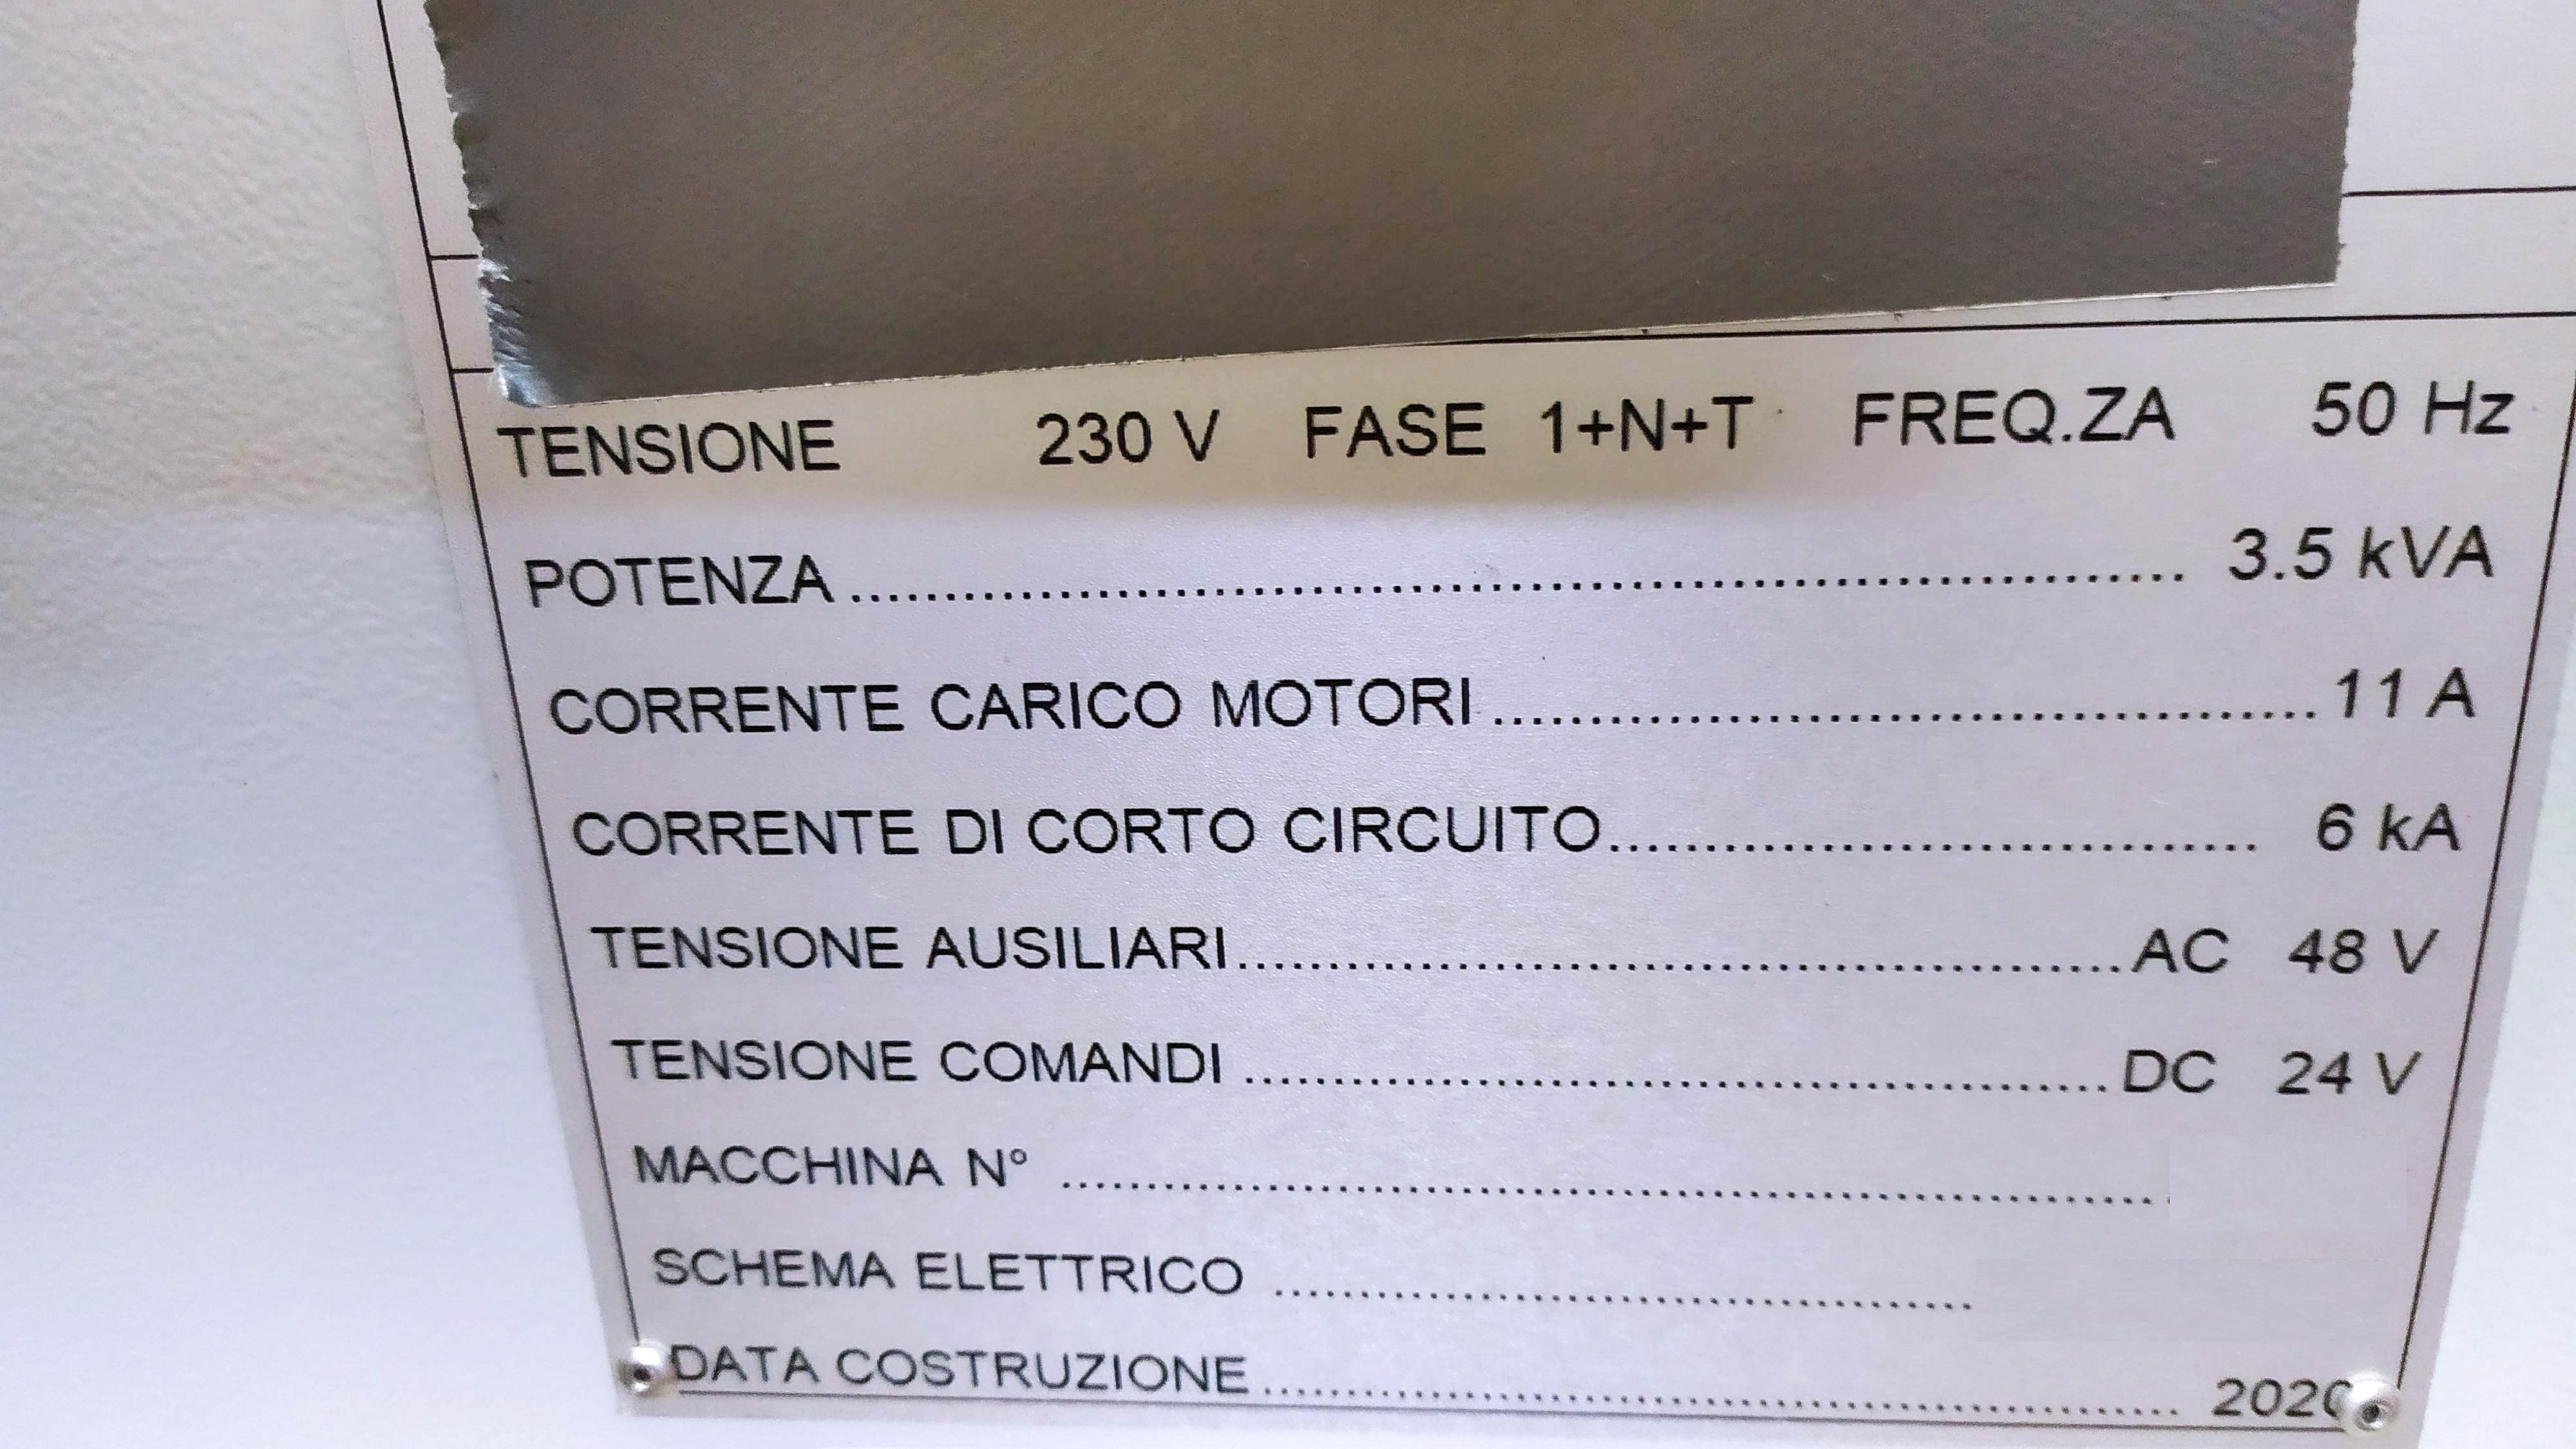 TENSIONE 230 V FASE 1+N+T FREQ.ZA 50 Hz
POTENZA........................................ 3.5 kVA
CORRENTE CARICO MOTORI........................................11 A
CORRENTE DI CORTO CIRCUITO........................................ 6 kA
TENSIONE AUSILIARI........................................AC 48 V
TENSIONE COMANDI ........................................DC 24 V
MACCHINA N° ........................................
SCHEMA ELETTRICO ........................................
DATA COSTRUZIONE........................................ 2020